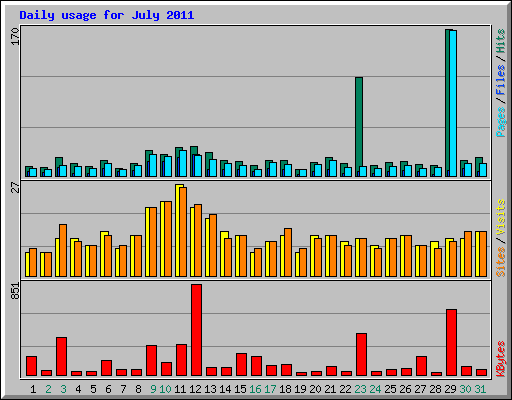 Daily usage for July 2011
170
Pages / Files / Hits
27
Sites / Visits
851
KBytes
1 2 3 4 5 6 7 8 9 10 11 12 13 14 15 16 17 18 19 20 21 22 23 24 25 26 27 28 29 30 31